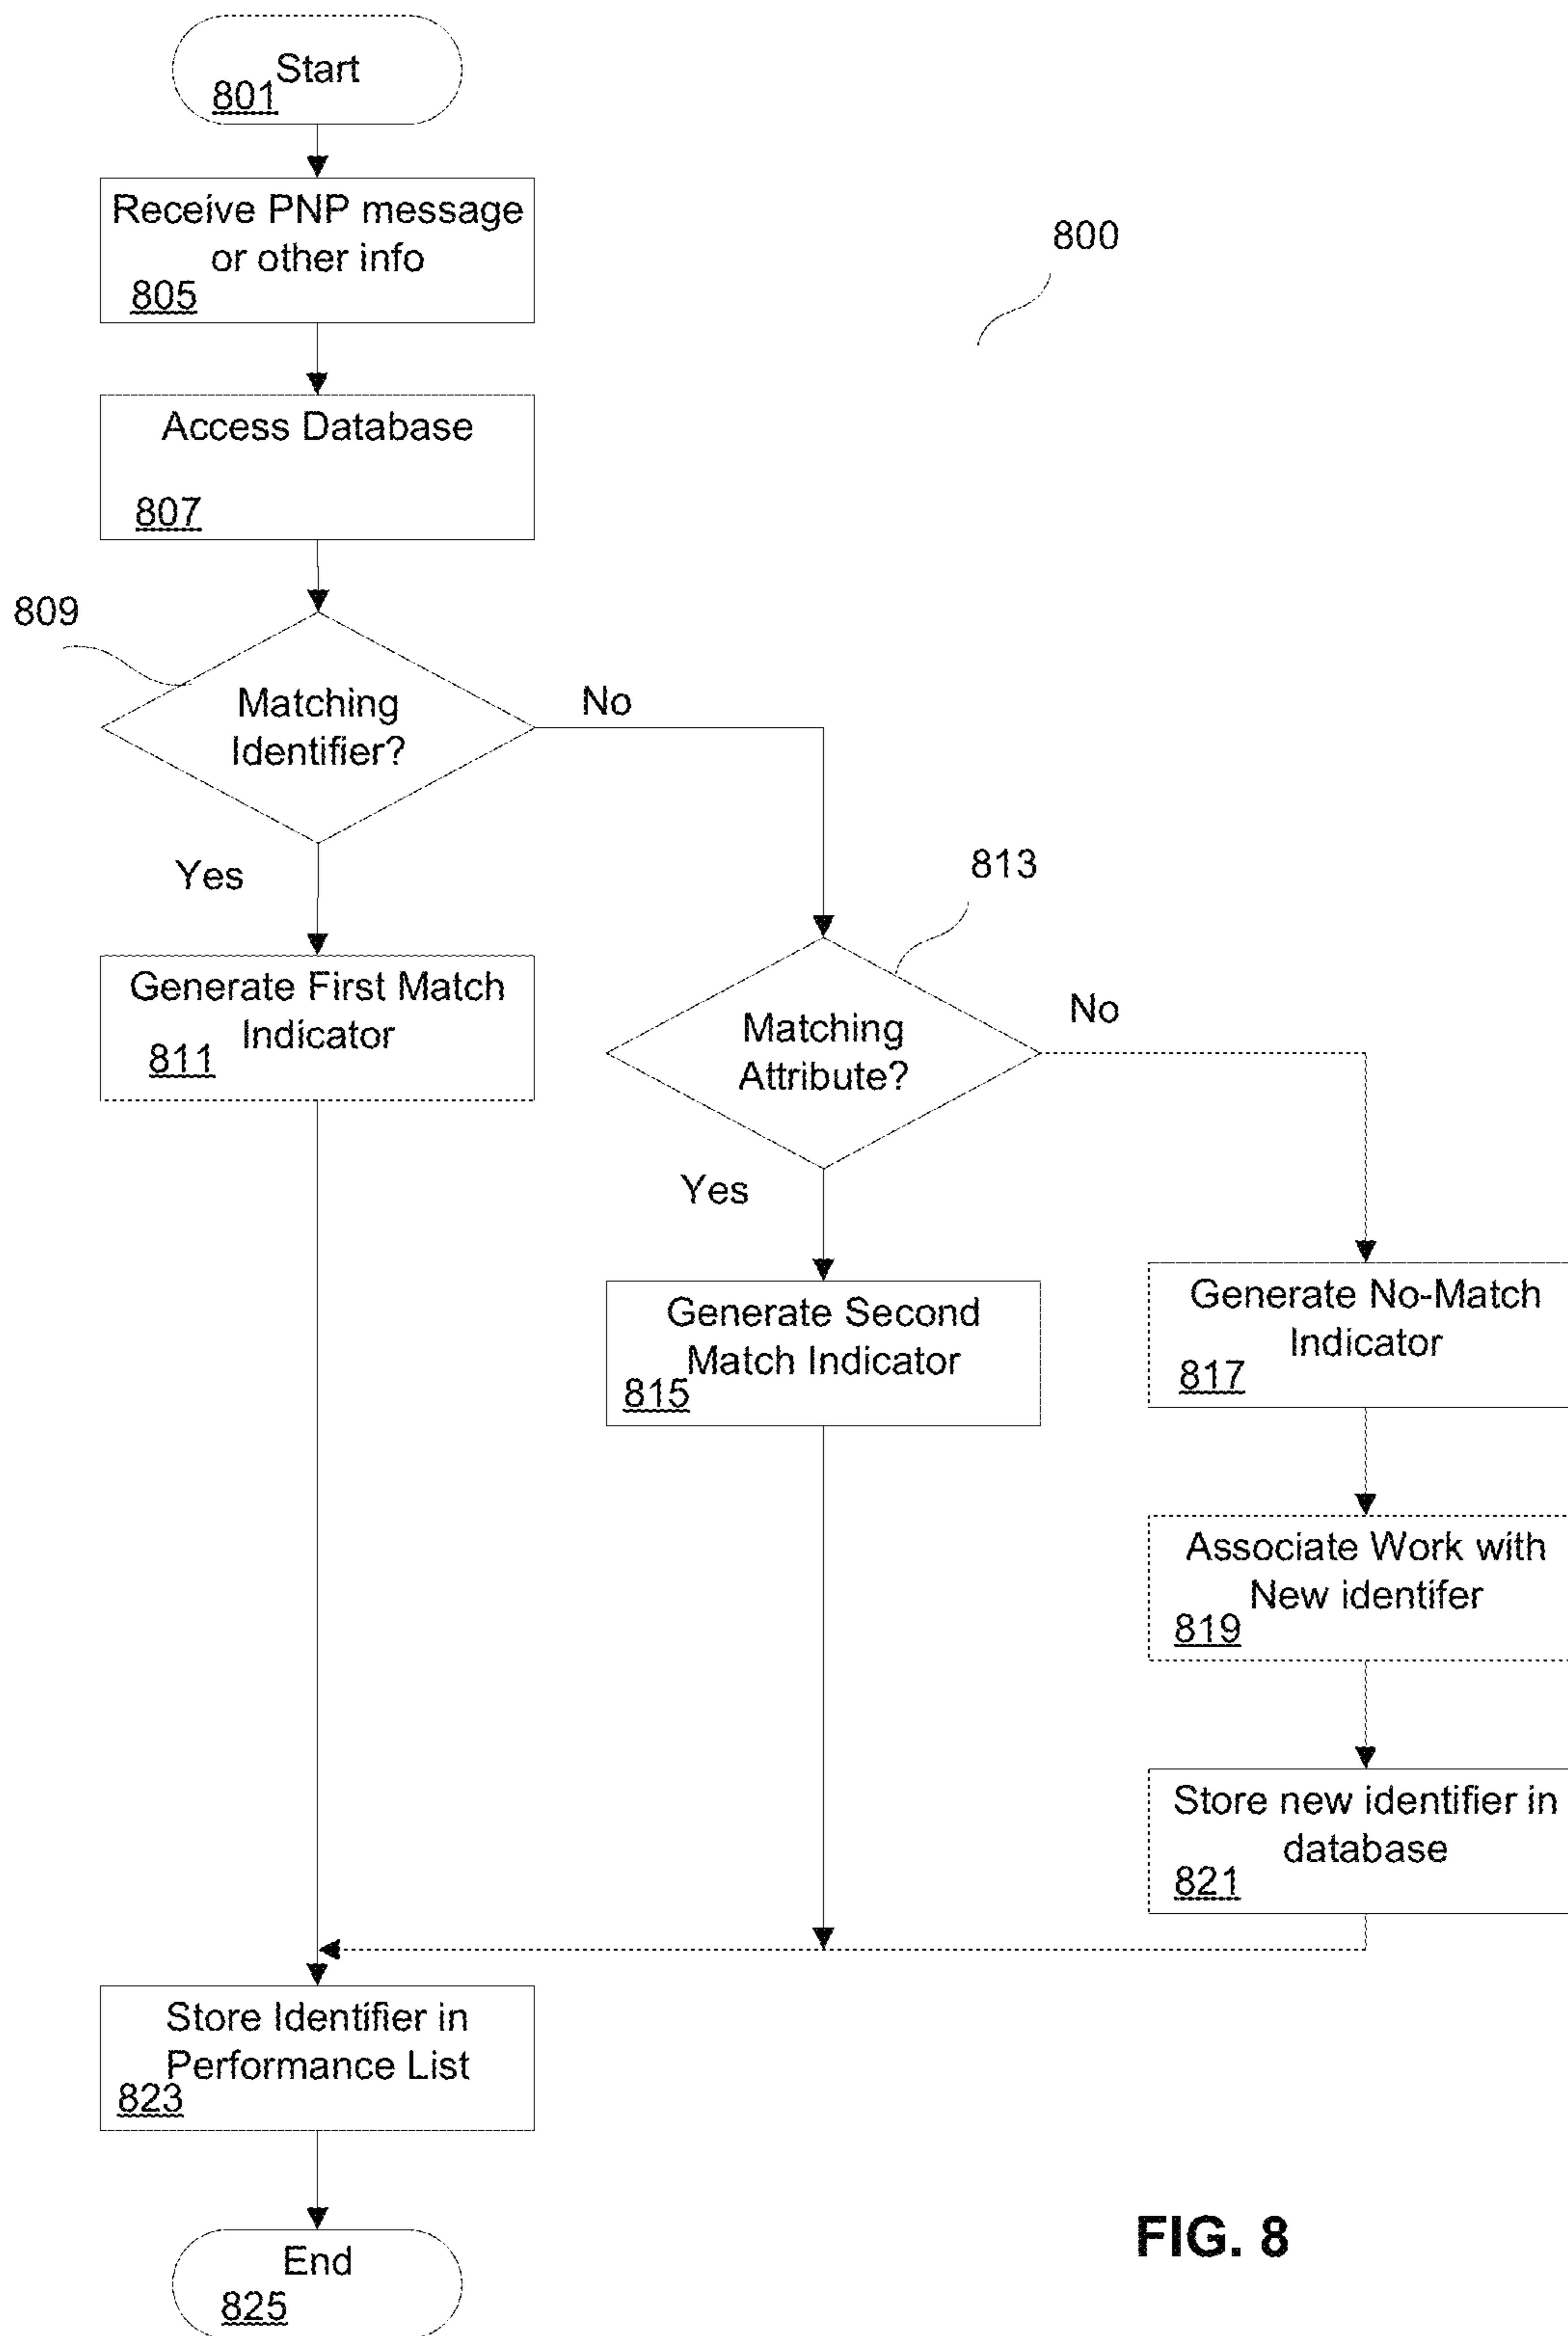 Start
801
Receive PNP message
or other info
805
800
Access Database
807
809
Matching
Identifier?
No
Yes
813
Generate First Match
Indicator
811
Matching
Attribute?
No
Yes
Generate Second
Match Indicator
815
Generate No-Match
Indicator
817
Associate Work with
New identifer
819
Store new identifier in
database
821
Store Identifier in
Performance List
823
End
825
FIG. 8